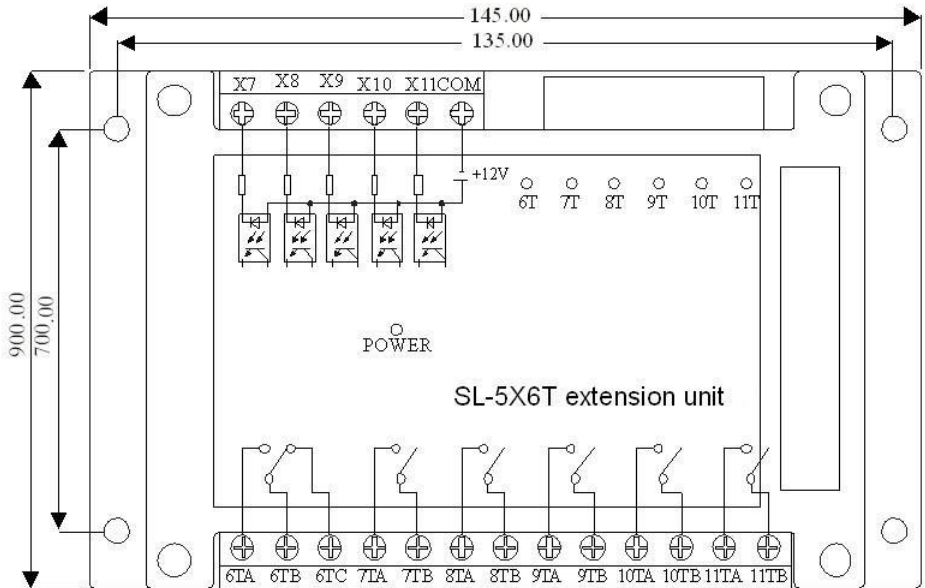 145.00
135.00
X7 X8 X9 X10 X11COM
+12V
6T 7T 8T 9T 10T 11T
900.00
700.00
POWER
SL-5X6T extension unit
6TA 6TB 6TC 7TA 7TB 8TA 8TB 9TA 9TB 10TA 10TB 11TA 11TB